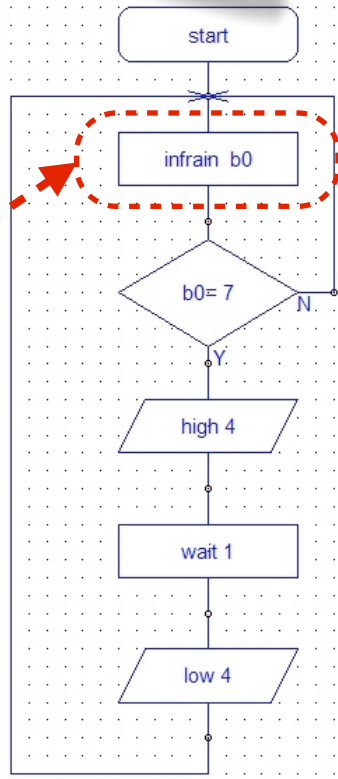 start
infrain b0
b0= 7
N
Y
high 4
wait 1
low 4